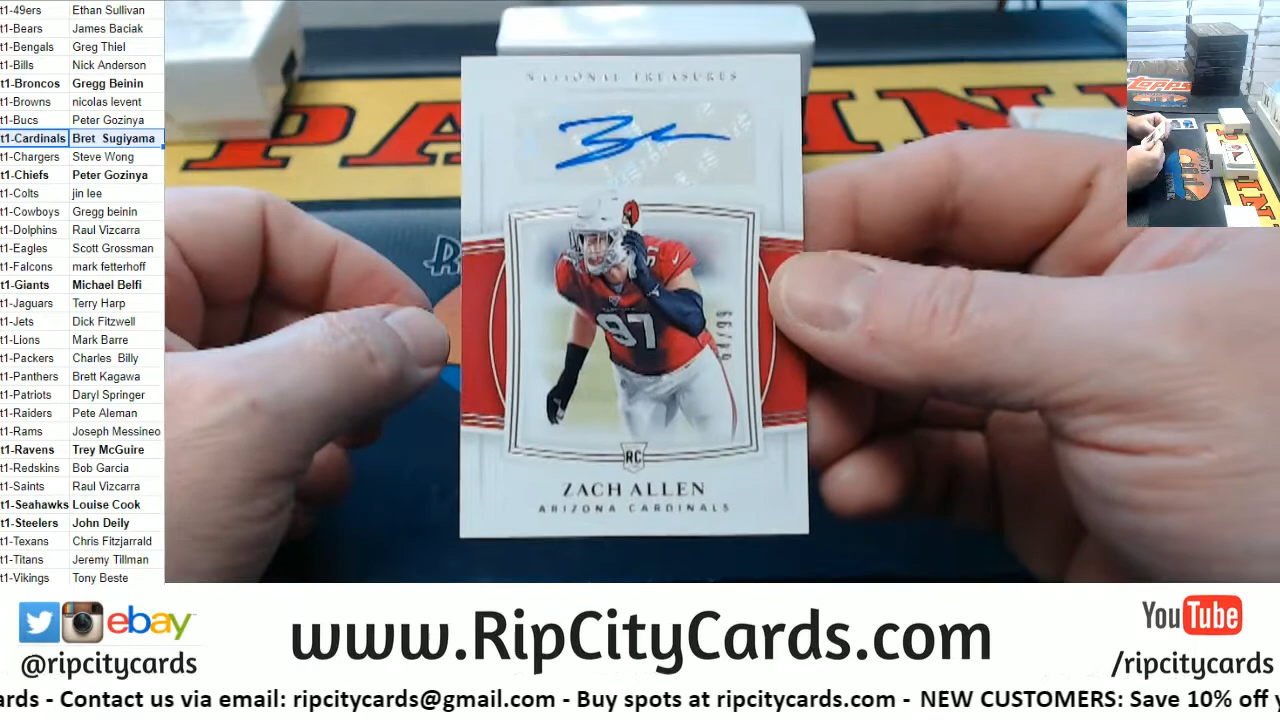 t1-49ers Ethan Sullivan
t1-Bears James Baciak
t1-Bengals Greg Thiel
t1-Bills Nick Anderson
t1-Broncos Gregg Beinin
t1-Browns nicolas levent
t1-Bucs Peter Gozinya
t1-Cardinals Bret Sugiyama
t1-Chargers Steve Wong
t1-Chiefs Peter Gozinya
t1-Colts jin lee
t1-Cowboys Gregg beinin
t1-Dolphins Raul Vizcarra
t1-Eagles Scott Grossman
t1-Falcons mark fetterhoff
t1-Giants Michael Belfi
t1-Jaguars Terry Harp
t1-Jets Dick Fitzwell
t1-Lions Mark Barre
t1-Packers Charles Billy
t1-Panthers Brett Kagawa
t1-Patriots Daryl Springer
t1-Raiders Pete Aleman
t1-Rams Joseph Messineo
t1-Ravens Trey McGuire
t1-Redskins Bob Garcia
t1-Saints Raul Vizcarra
t1-Seahawks Louise Cook
t1-Steelers John Deily
t1-Texans Chris Fitzjarrald
t1-Titans Jeremy Tillman
t1-Vikings Tony Beste
PANINI
NATIONAL TREASURES
97
64/99
RC
ZACH ALLEN
ARIZONA CARDINALS
Topps
ebay
@ripcitycards
www.RipCityCards.com
YouTube
/ripcitycards
ards - Contact us via email: ripcitycards@gmail.com - Buy spots at ripcitycards.com - NEW CUSTOMERS: Save 10% off y